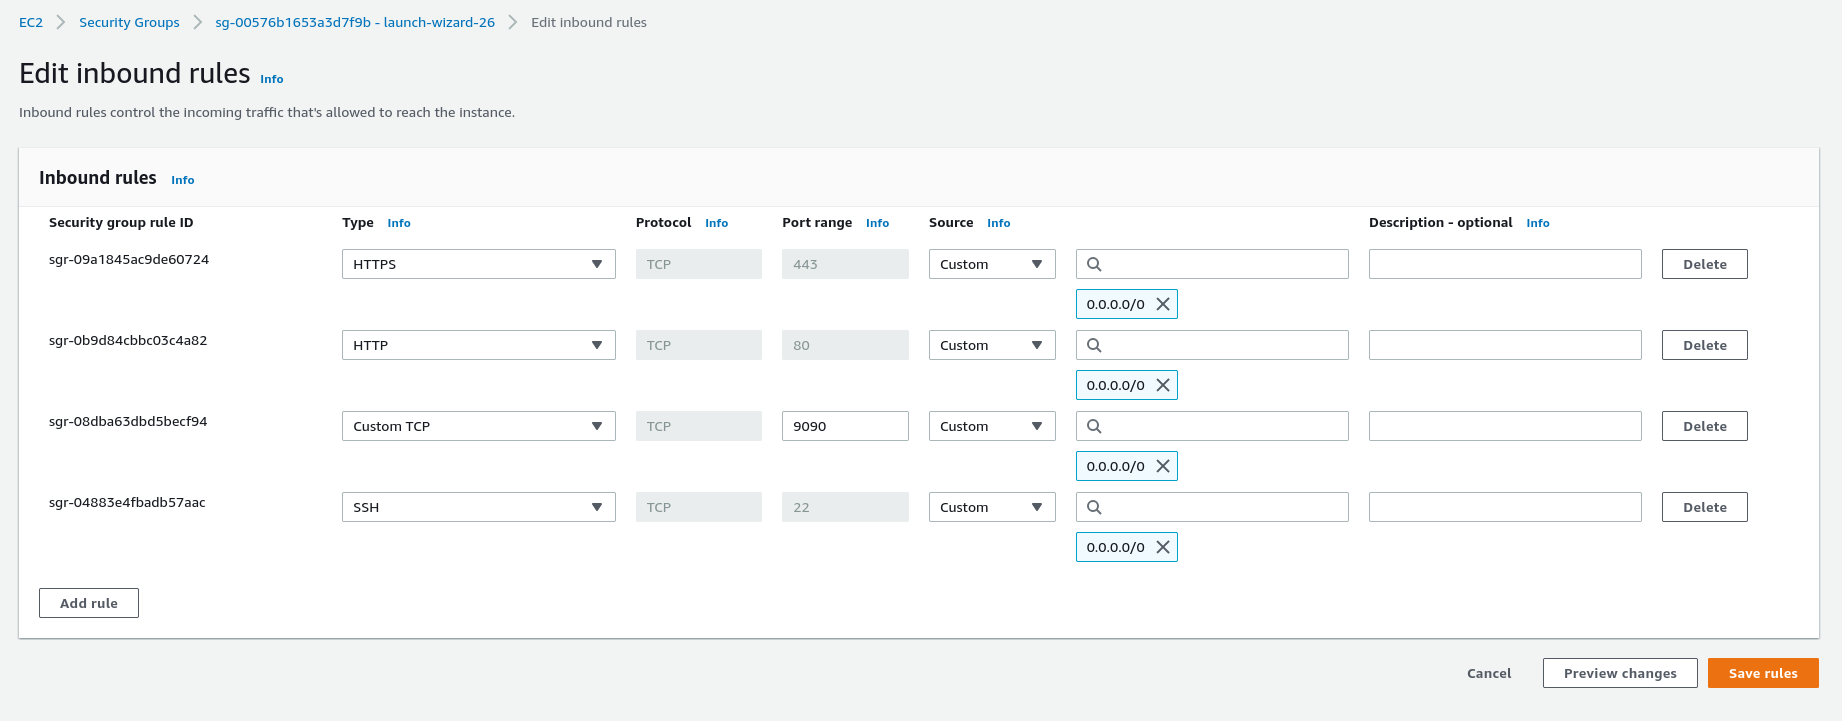 EC2 Security Groups sg-00576b1653a3d7f9b - launch-wizard-26 Edit inbound rules
Edit inbound rules Info
Inbound rules control the incoming traffic that's allowed to reach the instance.
Inbound rules Info
Security group rule ID Type Info Protocol Info Port range Info Source Info Description - optional Info
sgr-09a1845ac9de60724 HTTPS TCP 443 Custom Delete
0.0.0.0/0
sgr-0b9d84cbbc03c4a82 HTTP TCP 80 Custom Delete
0.0.0.0/0
sgr-08dba63dbd5becf94 Custom TCP TCP 9090 Custom Delete
0.0.0.0/0
sgr-04883e4fbadb57aac SSH TCP 22 Custom Delete
0.0.0.0/0
Add rule
Cancel Preview changes Save rules